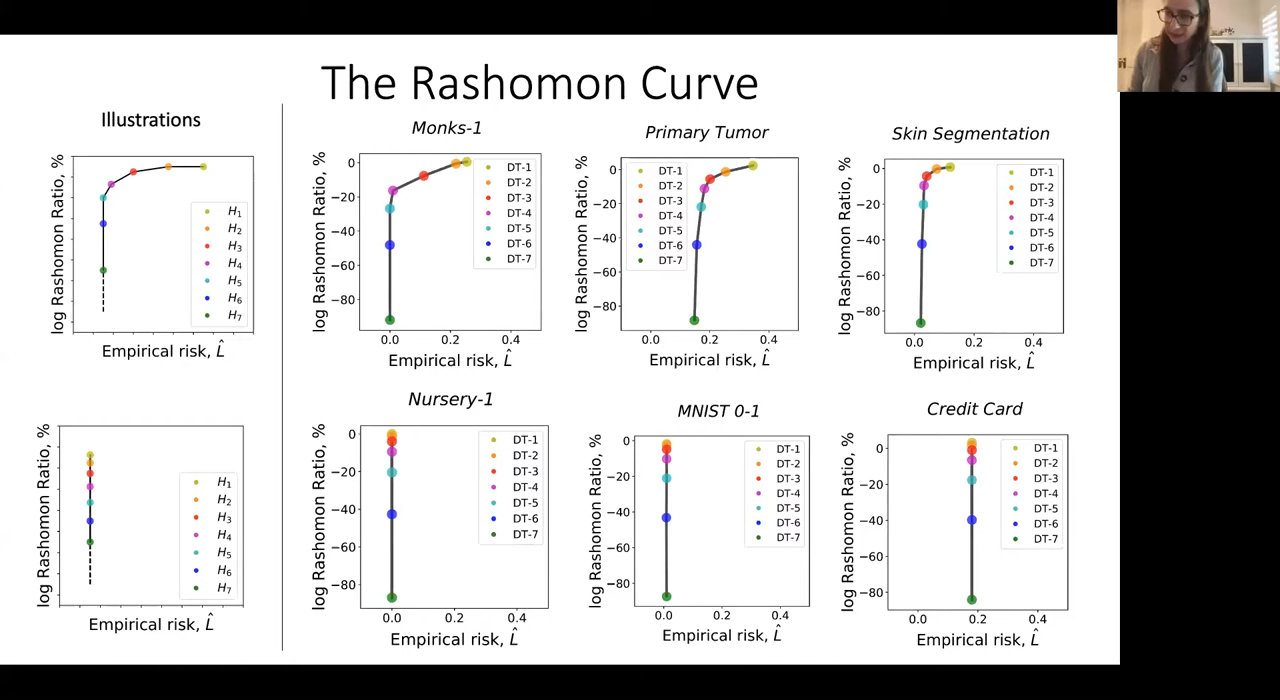 The Rashomon Curve
Illustrations
log Rashomon Ratio, %
H1
H2
H3
H4
H5
H6
H7
Empirical risk, L̂
log Rashomon Ratio, %
H1
H2
H3
H4
H5
H6
H7
Empirical risk, L̂
Monks-1
log Rashomon Ratio, %
0
−20
−40
−60
−80
DT-1
DT-2
DT-3
DT-4
DT-5
DT-6
DT-7
0.0 0.2 0.4
Empirical risk, L̂
Primary Tumor
log Rashomon Ratio, %
0
−20
−40
−60
−80
DT-1
DT-2
DT-3
DT-4
DT-5
DT-6
DT-7
0.0 0.2 0.4
Empirical risk, L̂
Skin Segmentation
log Rashomon Ratio, %
0
−20
−40
−60
−80
DT-1
DT-2
DT-3
DT-4
DT-5
DT-6
DT-7
0.0 0.2 0.4
Empirical risk, L̂
Nursery-1
log Rashomon Ratio, %
0
−20
−40
−60
−80
DT-1
DT-2
DT-3
DT-4
DT-5
DT-6
DT-7
0.0 0.2 0.4
Empirical risk, L̂
MNIST 0-1
log Rashomon Ratio, %
0
−20
−40
−60
−80
DT-1
DT-2
DT-3
DT-4
DT-5
DT-6
DT-7
0.0 0.2 0.4
Empirical risk, L̂
Credit Card
log Rashomon Ratio, %
0
−20
−40
−60
−80
DT-1
DT-2
DT-3
DT-4
DT-5
DT-6
DT-7
0.0 0.2 0.4
Empirical risk, L̂